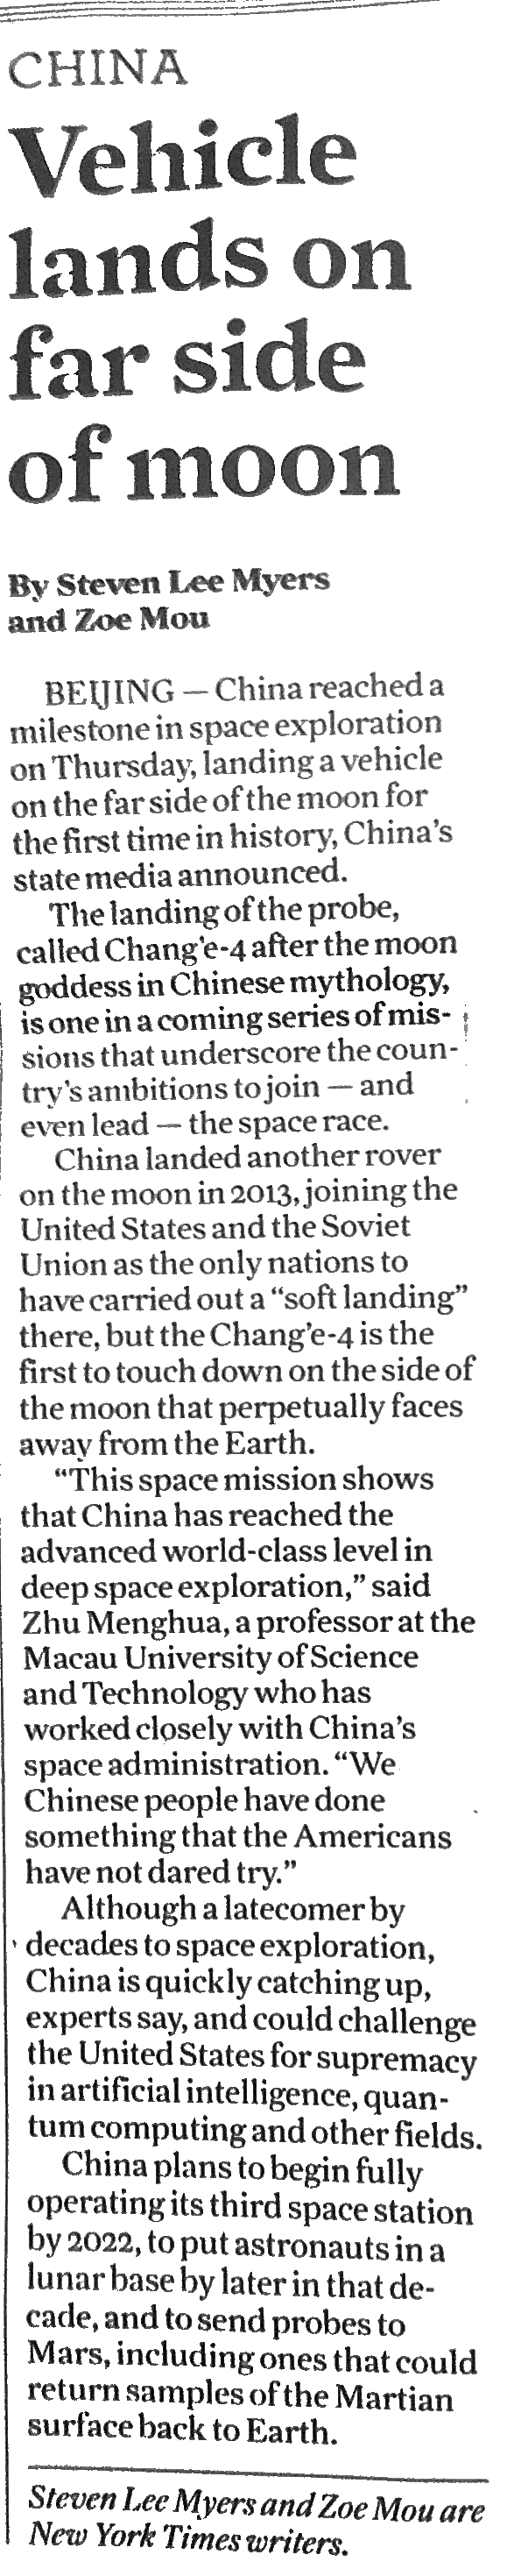 CHINA
Vehicle
lands on
far side
of moon
By Steven Lee Myers
and Zoe Mou
BEIJING — China reached a
milestone in space exploration
on Thursday, landing a vehicle
on the far side of the moon for
the first time in history, China's
state media announced.
The landing of the probe,
called Chang'e-4 after the moon
goddess in Chinese mythology,
is one in a coming series of mis-
sions that underscore the coun-
try's ambitions to join — and
even lead — the space race.
China landed another rover
on the moon in 2013, joining the
United States and the Soviet
Union as the only nations to
have carried out a “soft landing”
there, but the Chang'e-4 is the
first to touch down on the side of
the moon that perpetually faces
away from the Earth.
“This space mission shows
that China has reached the
advanced world-class level in
deep space exploration,” said
Zhu Menghua, a professor at the
Macau University of Science
and Technology who has
worked closely with China's
space administration. “We
Chinese people have done
something that the Americans
have not dared try.”
Although a latecomer by
decades to space exploration,
China is quickly catching up,
experts say, and could challenge
the United States for supremacy
in artificial intelligence, quan-
tum computing and other fields.
China plans to begin fully
operating its third space station
by 2022, to put astronauts in a
lunar base by later in that de-
cade, and to send probes to
Mars, including ones that could
return samples of the Martian
surface back to Earth.
Steven Lee Myers and Zoe Mou are
New York Times writers.